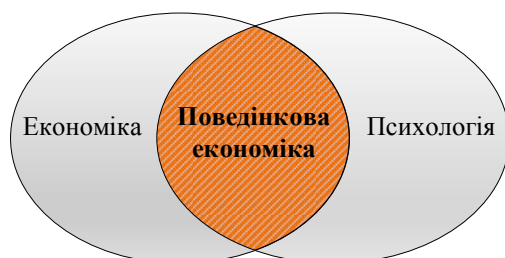 Економіка
Поведінкова
економіка
Психологія